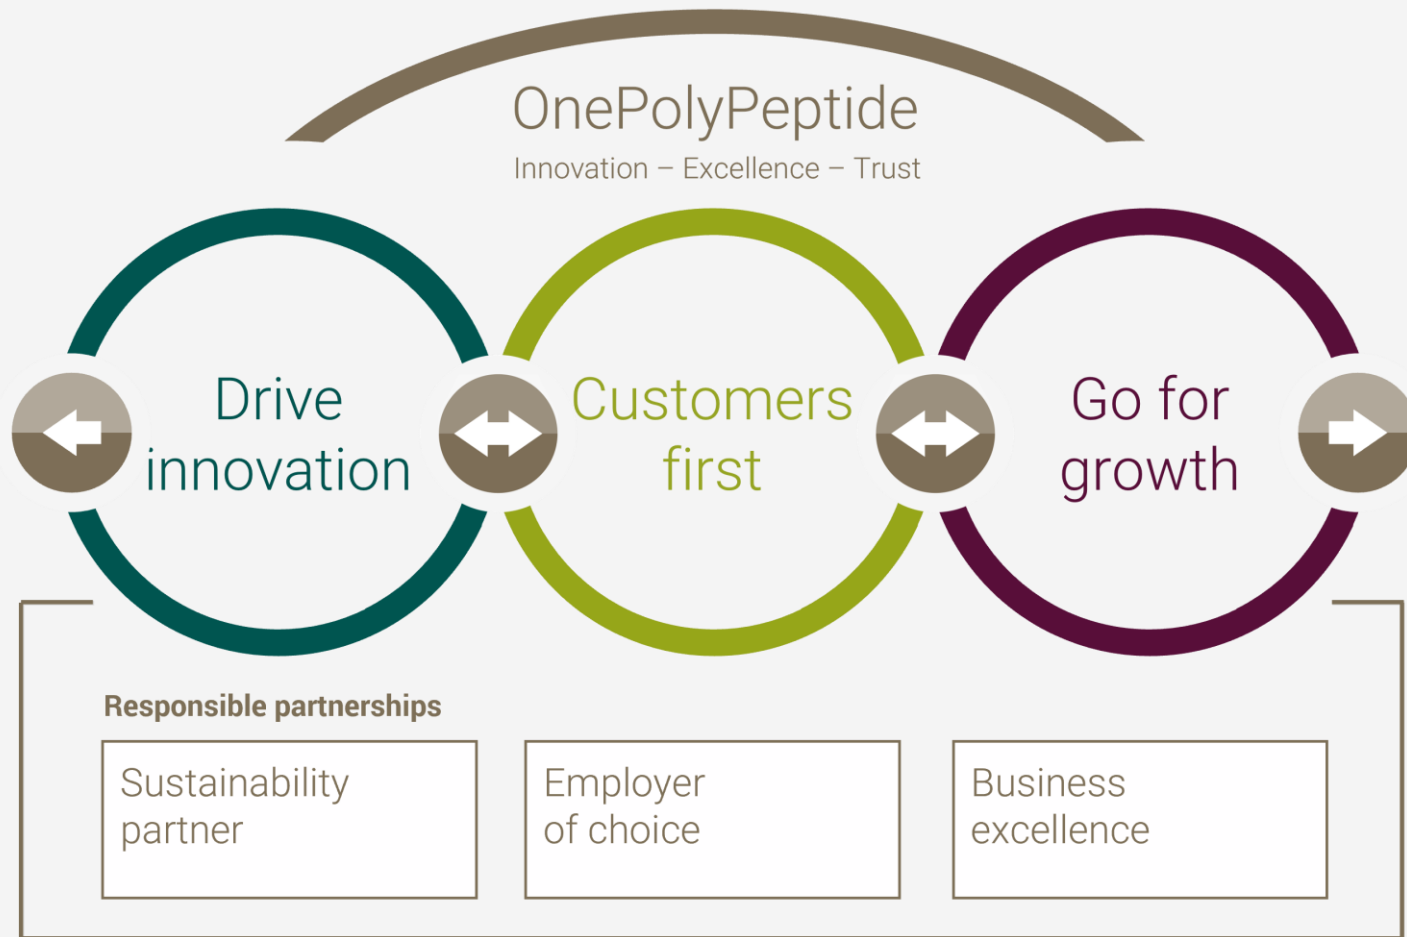 OnePolyPeptide
Innovation – Excellence – Trust
Drive
innovation
Customers
first
Go for
growth
Responsible partnerships
Sustainability
partner
Employer
of choice
Business
excellence